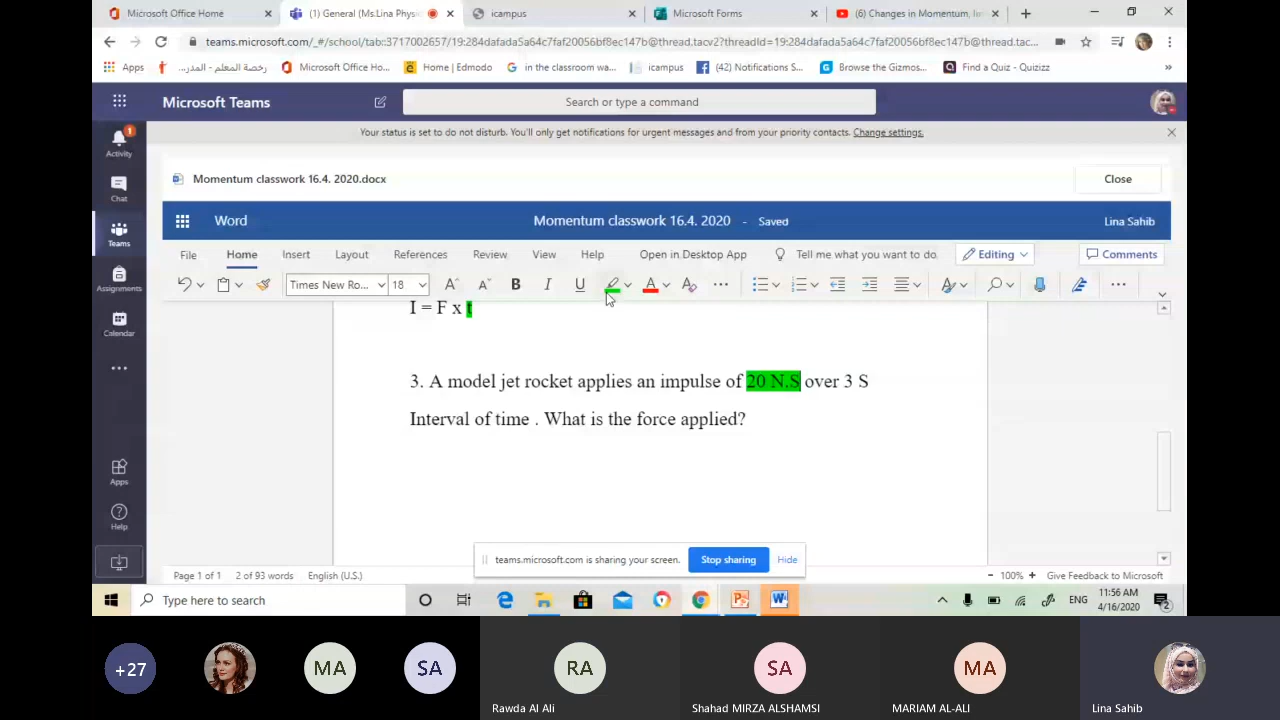 Microsoft Office Home
(1) General (Ms.Lina Physi
icampus
Microsoft Forms
(6) Changes in Momentum, Im
teams.microsoft.com/_#/school/tab::3717002657/19:284dafada5a64c7faf20056bf8ec147b@thread.tacv2?threadId=19:284dafada5a64c7faf20056bf8ec147b@thread.tac...
Apps
رخصة المعلم - المدر...
Microsoft Office Ho...
Home | Edmodo
in the classroom wa...
icampus
(42) Notifications S...
Browse the Gizmos...
Find a Quiz - Quizizz
»
Microsoft Teams
Search or type a command
Your status is set to do not disturb. You'll only get notifications for urgent messages and from your priority contacts. Change settings.
Activity
1
Chat
Teams
Assignments
Calendar
Apps
Help
Momentum classwork 16.4. 2020.docx
Close
Word
Momentum classwork 16.4. 2020 - Saved
Lina Sahib
File Home Insert Layout References Review View Help Open in Desktop App Tell me what you want to do Editing Comments
Times New Ro... 18 A A B I U A A
I = F x t
3. A model jet rocket applies an impulse of 20 N.S over 3 S
Interval of time . What is the force applied?
teams.microsoft.com is sharing your screen. Stop sharing Hide
Page 1 of 1 2 of 93 words English (U.S.) - 100% + Give Feedback to Microsoft
Type here to search
ENG
11:56 AM
4/16/2020
2
+27
MA
SA
RA
Rawda Al Ali
SA
Shahad MIRZA ALSHAMSI
MA
MARIAM AL-ALI
Lina Sahib